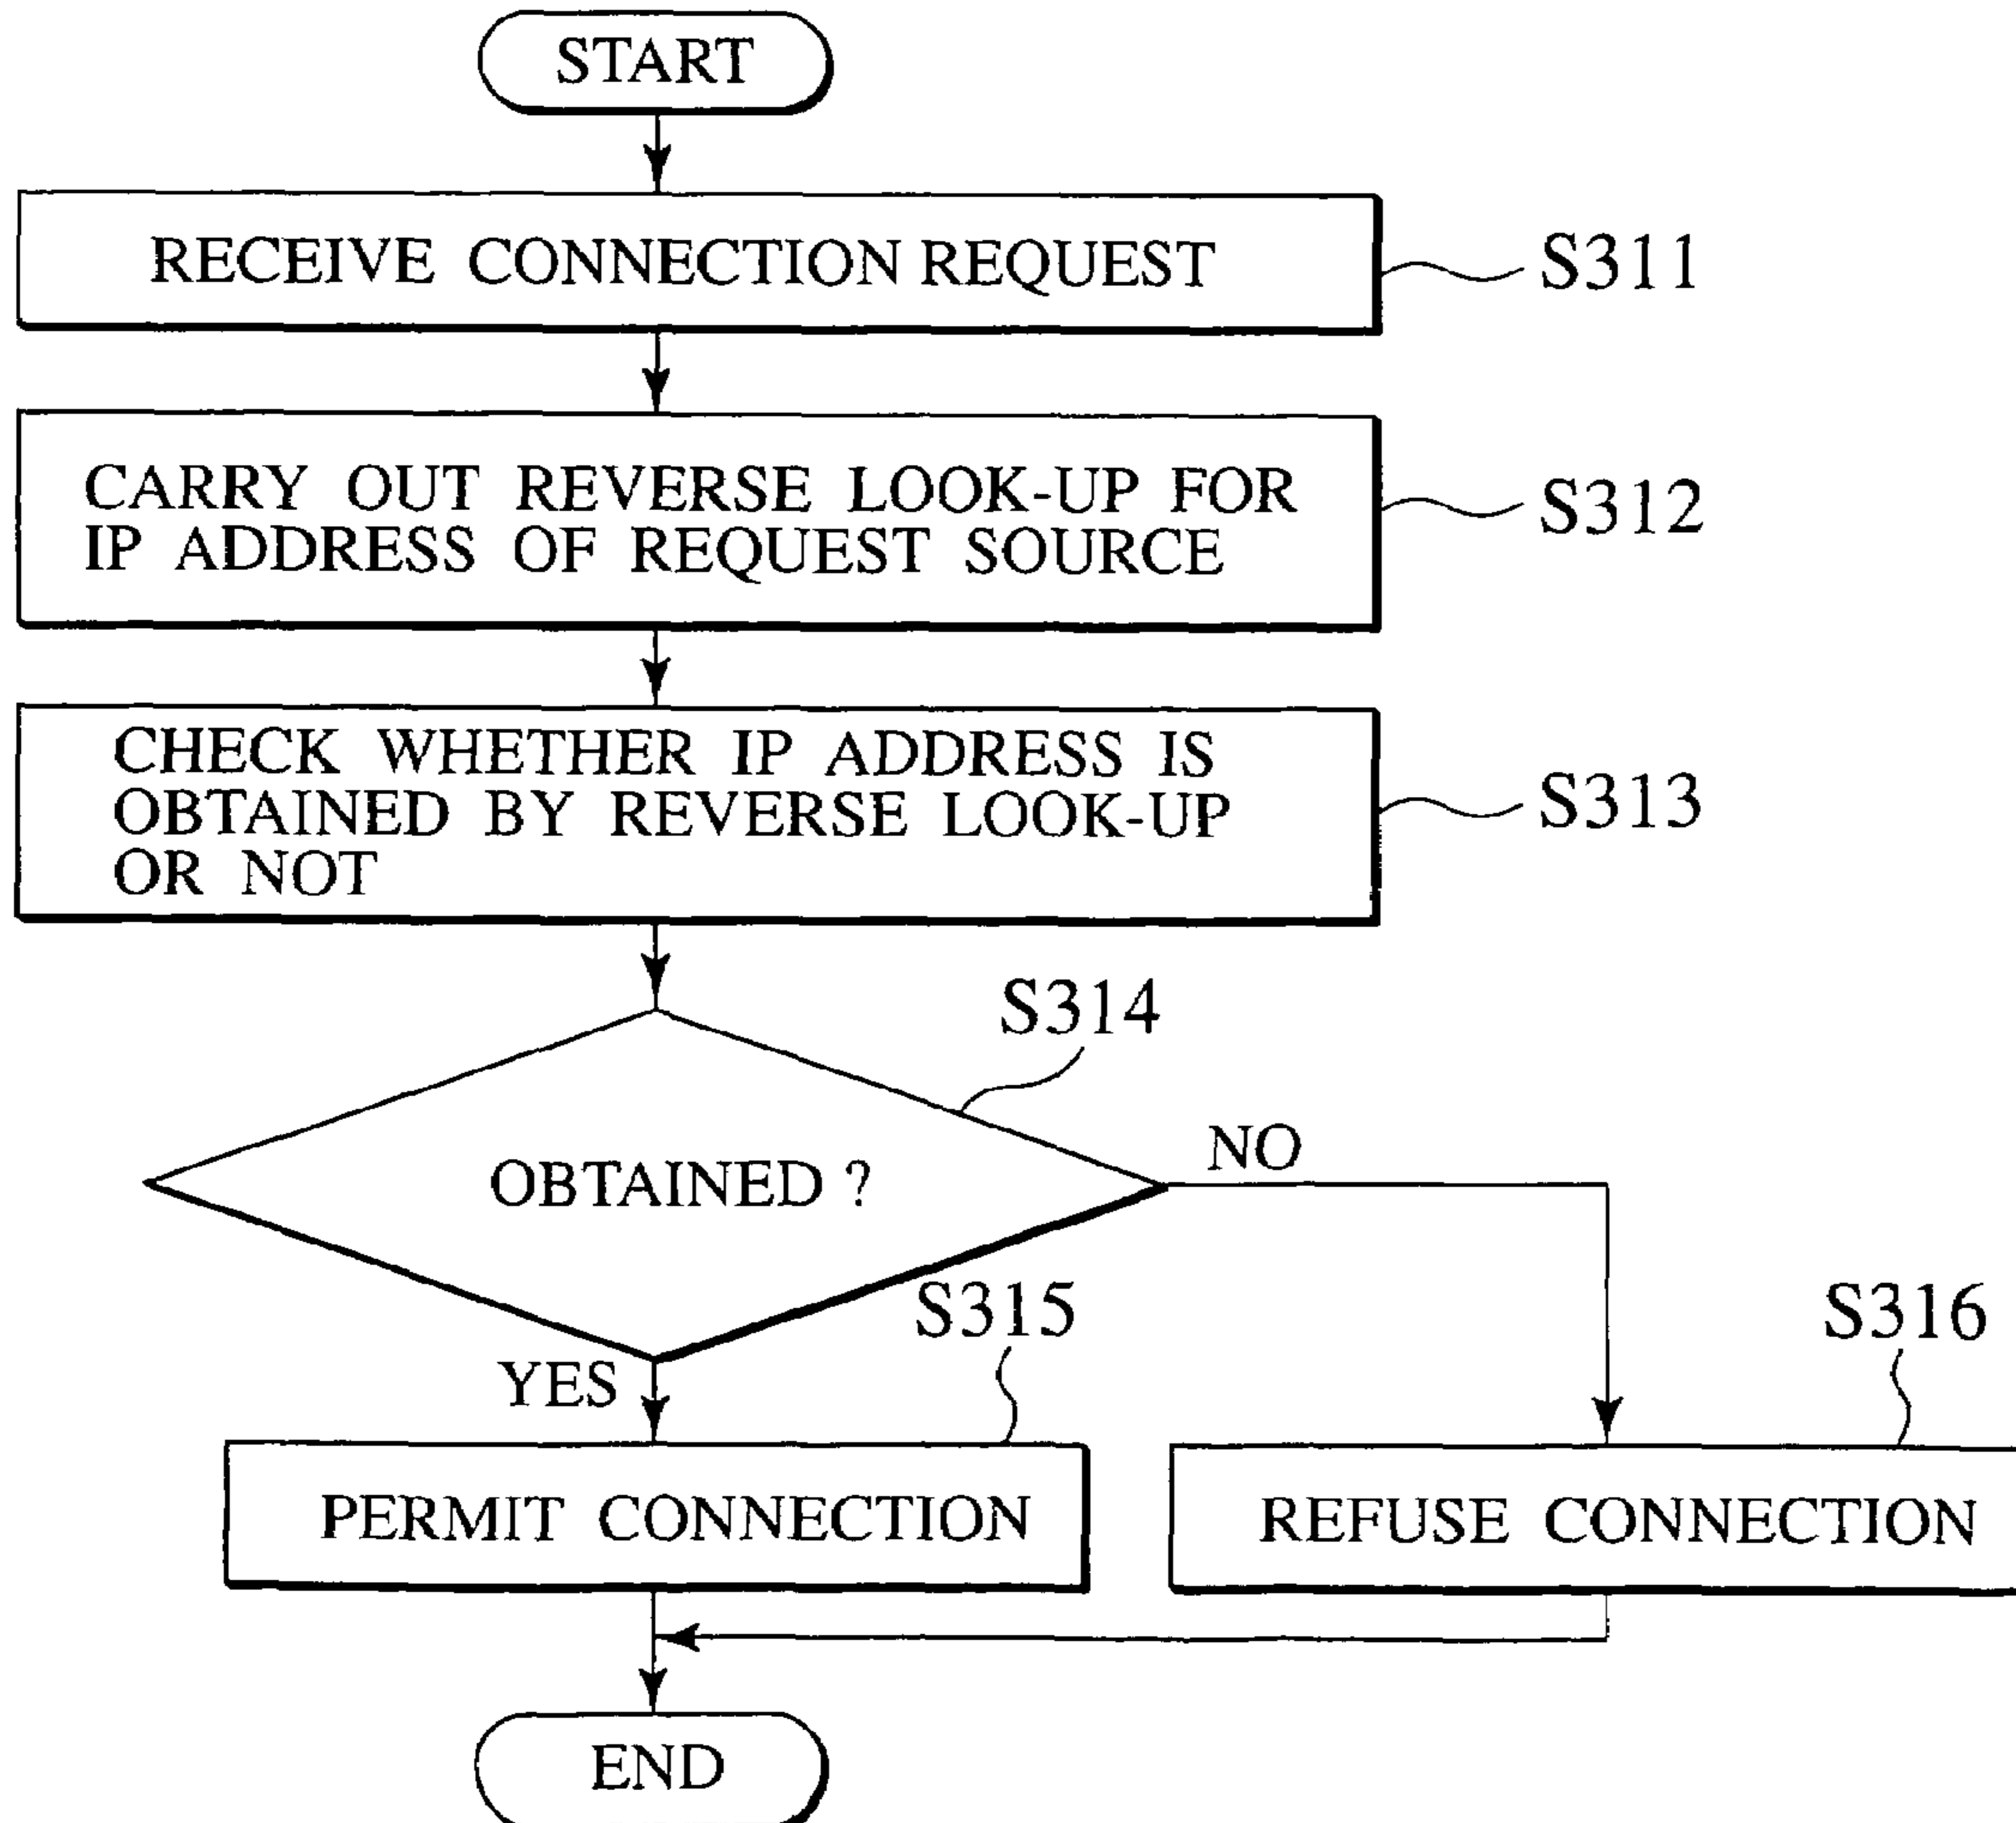 START
RECEIVE CONNECTION REQUEST
S311
CARRY OUT REVERSE LOOK-UP FOR
IP ADDRESS OF REQUEST SOURCE
S312
CHECK WHETHER IP ADDRESS IS
OBTAINED BY REVERSE LOOK-UP
OR NOT
S313
S314
OBTAINED ?
NO
S315
S316
YES
PERMIT CONNECTION
REFUSE CONNECTION
END